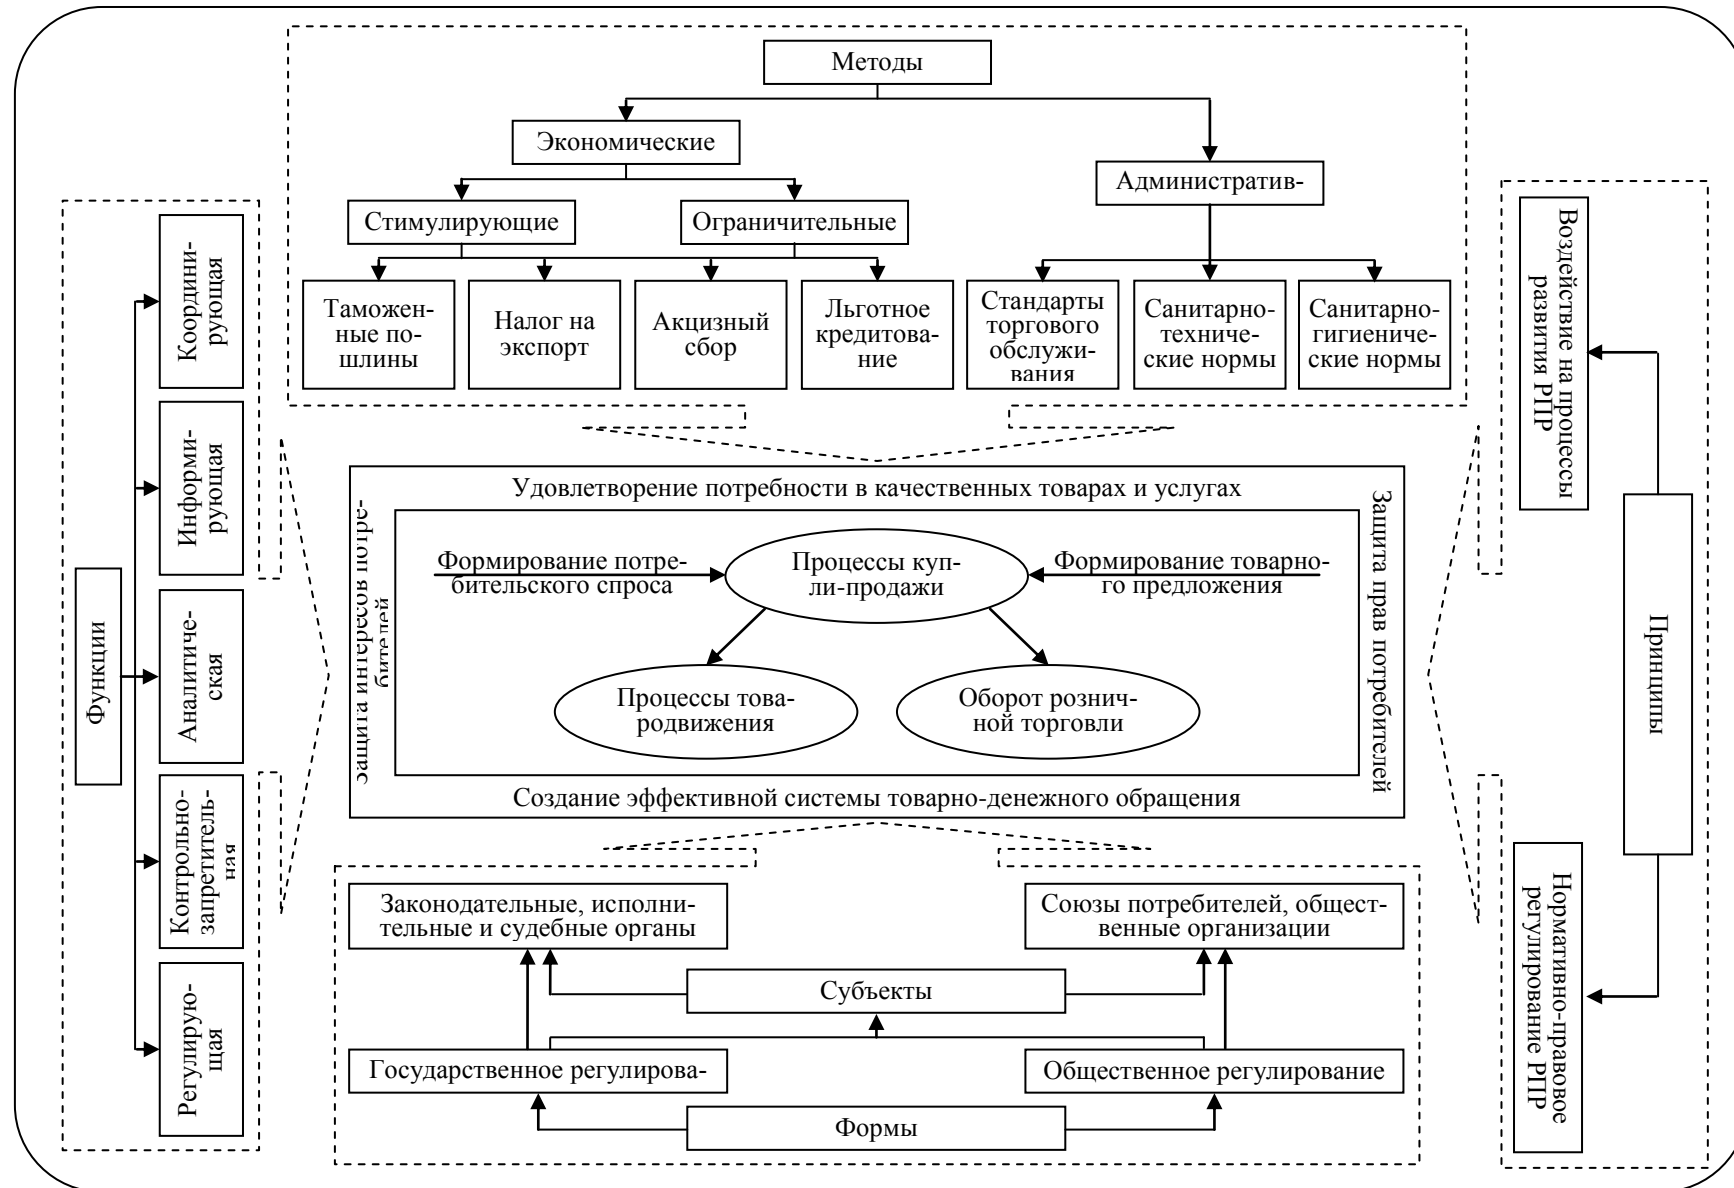 Методы
Экономические
Административ-
Стимулирующие
Ограничительные
Таможен-
ные по-
шлины
Налог на
экспорт
Акцизный
сбор
Льготное
кредитова-
ние
Стандарты
торгового
обслужи-
вания
Санитарно-
техниче-
ские нормы
Санитарно-
гигиениче-
ские нормы
Функции
Координи-
рующая
Информи-
рующая
Аналитиче-
ская
Контрольно-
запретитель-
ная
Регулирую-
щая
Удовлетворение потребности в качественных товарах и услугах
Защита интересов потре-
бителей
Формирование потре-
бительского спроса
Процессы куп-
ли-продажи
Формирование товарно-
го предложения
Процессы това-
родвижения
Оборот рознич-
ной торговли
Защита прав потребителей
Создание эффективной системы товарно-денежного обращения
Законодательные, исполни-
тельные и судебные органы
Союзы потребителей, общест-
венные организации
Субъекты
Государственное регулирова-
Общественное регулирование
Формы
Воздействие на процессы
развития РПР
Принципы
Нормативно-правовое
регулирование РПР